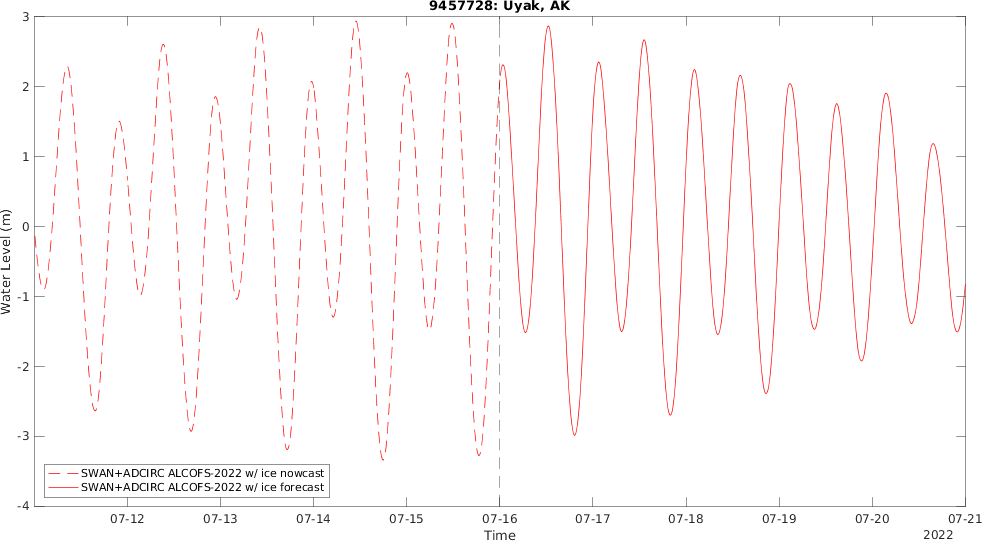 9457728: Uyak, AK
3
2
1
0
-1
-2
-3
-4
Water Level (m)
SWAN+ADCIRC ALCOFS-2022 w/ ice nowcast
SWAN+ADCIRC ALCOFS-2022 w/ ice forecast
07-12 07-13 07-14 07-15 07-16 07-17 07-18 07-19 07-20 07-21
Time
2022